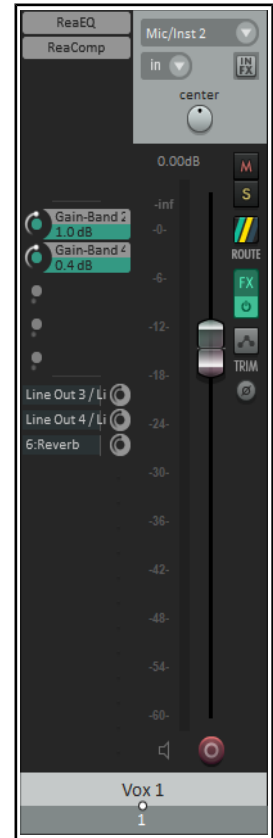 ReaEQ
ReaComp
Mic/Inst 2
in
IN FX
center
0.00dB
M
S
ROUTE
FX
TRIM
-inf
-0-
-6-
-12-
-18-
-24-
-30-
-36-
-42-
-48-
-54-
-60-
Gain-Band 2
1.0 dB
Gain-Band 4
0.4 dB
Line Out 3 / Li
Line Out 4 / Li
6:Reverb
Vox 1
1